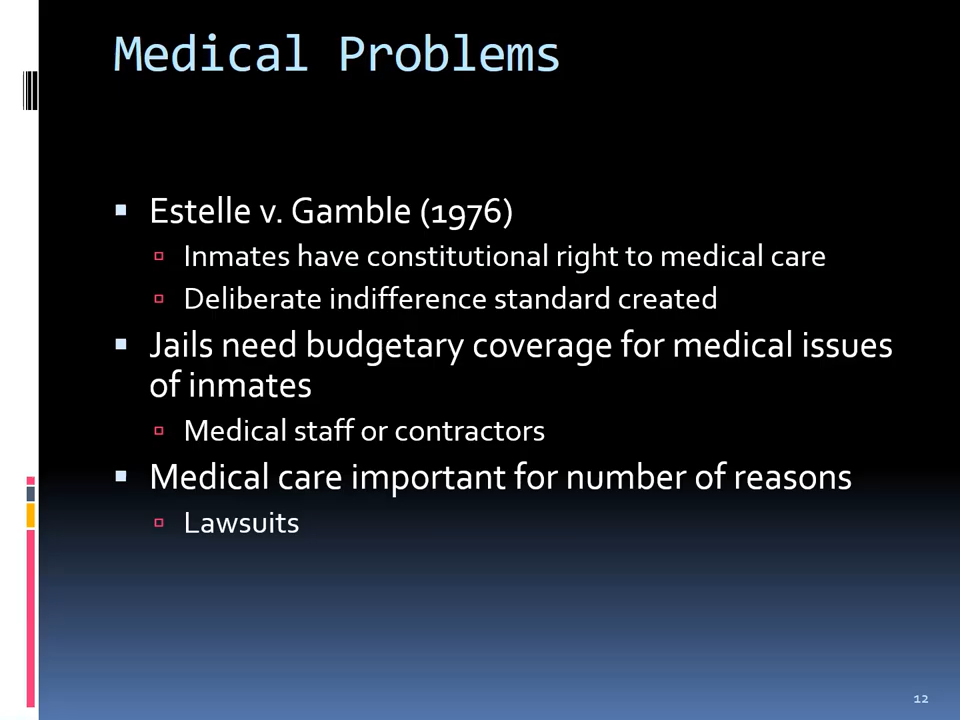 Medical Problems
Estelle v. Gamble (1976)
Inmates have constitutional right to medical care
Deliberate indifference standard created
Jails need budgetary coverage for medical issues
of inmates
Medical staff or contractors
Medical care important for number of reasons
Lawsuits
12